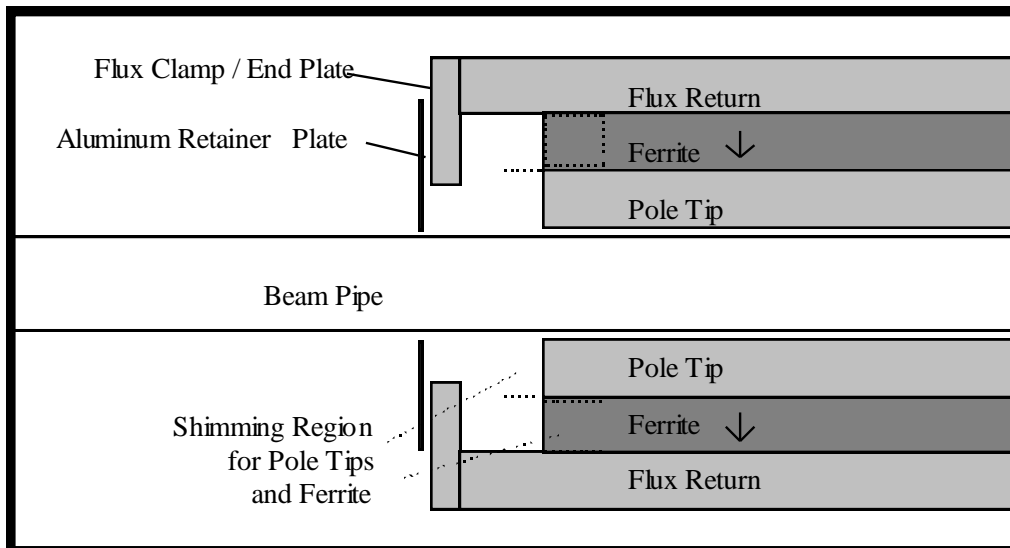 Flux Clamp / End Plate
Flux Return
Aluminum Retainer Plate
Ferrite
Pole Tip
Beam Pipe
Pole Tip
Shimming Region
for Pole Tips
and Ferrite
Ferrite
Flux Return